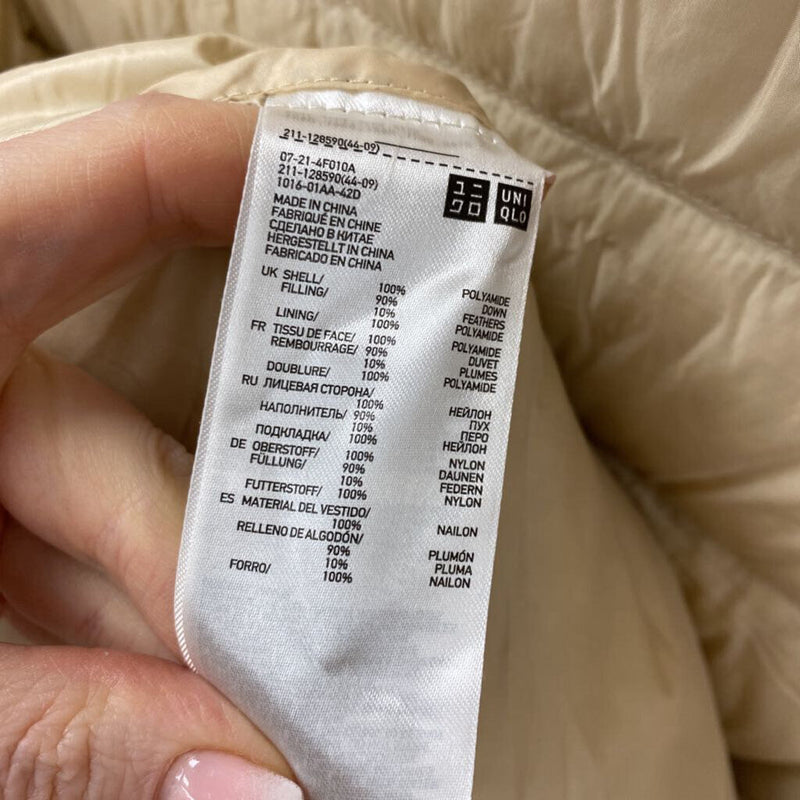 211-128590(44-09)
07-21-4F010A
211-128590(44-09)
1016-01AA-42D
ユニ
クロ
UNI
QLO
MADE IN CHINA
FABRIQUÉ EN CHINE
СДЕЛАНО В КИТАЕ
HERGESTELLT IN CHINA
FABRICADO EN CHINA
UK SHELL/ 100% POLYAMIDE
FILLING/ 90% DOWN
10% FEATHERS
LINING/ 100% POLYAMIDE
FR TISSU DE FACE/ 100% POLYAMIDE
REMBOURRAGE/ 90% DUVET
10% PLUMES
DOUBLURE/ 100% POLYAMIDE
RU ЛИЦЕВАЯ СТОРОНА/
100% НЕЙЛОН
НАПОЛНИТЕЛЬ/ 90% ПУХ
10% ПЕРО
ПОДКЛАДКА/ 100% НЕЙЛОН
DE OBERSTOFF/ 100% NYLON
FÜLLUNG/ 90% DAUNEN
10% FEDERN
FUTTERSTOFF/ 100% NYLON
ES MATERIAL DEL VESTIDO/
100% NAILON
RELLENO DE ALGODÓN/
90% PLUMÓN
10% PLUMA
FORRO/ 100% NAILON